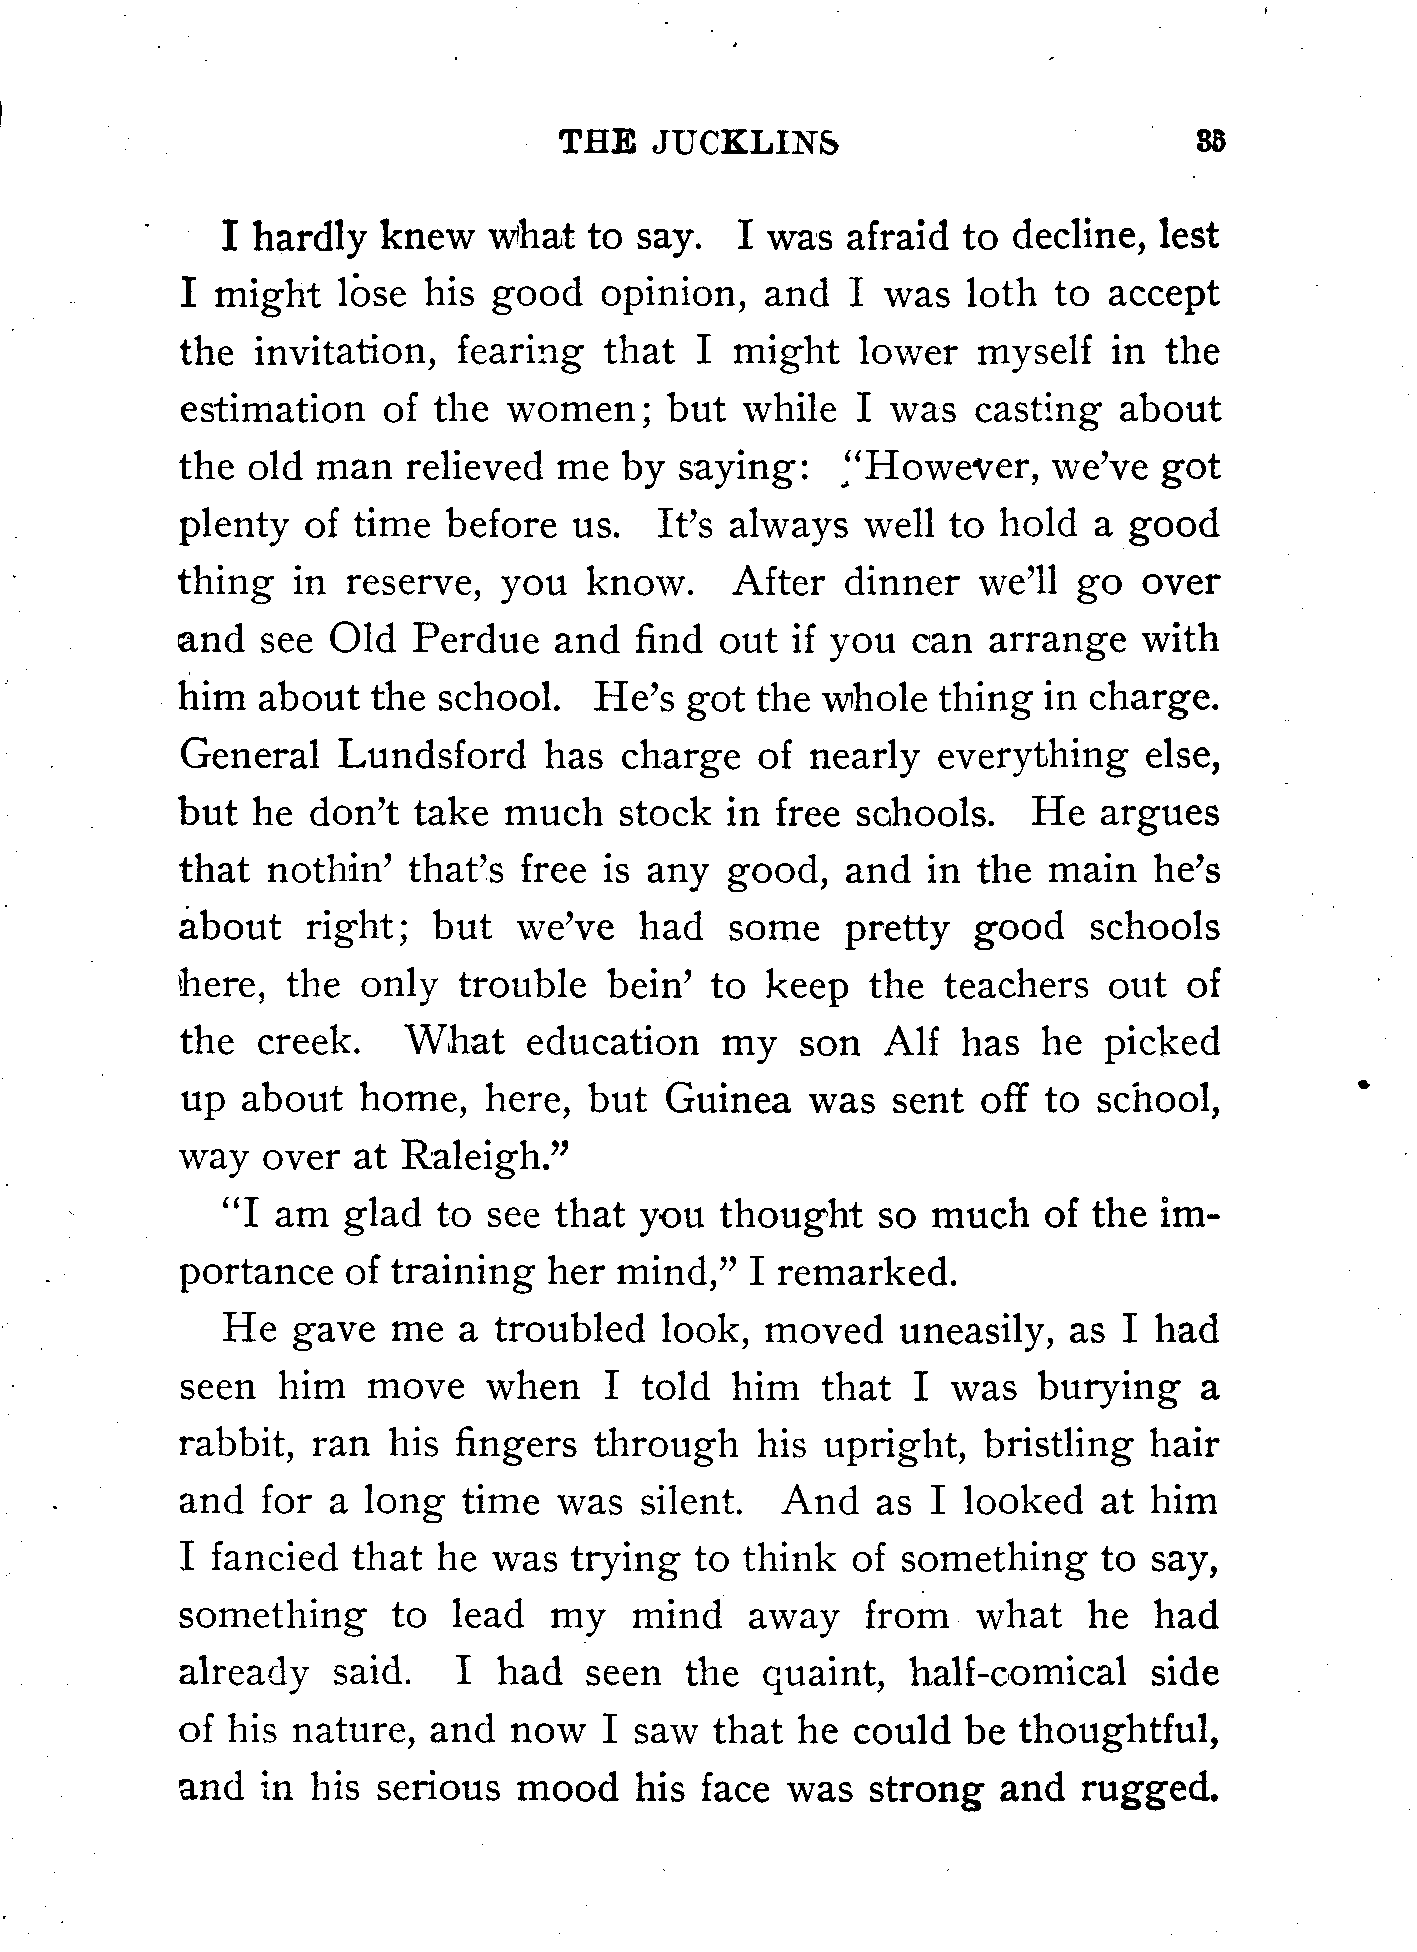 THE JUCKLINS 35
I hardly knew what to say. I was afraid to decline, lest
I might lose his good opinion, and I was loth to accept
the invitation, fearing that I might lower myself in the
estimation of the women; but while I was casting about
the old man relieved me by saying: "However, we've got
plenty of time before us. It's always well to hold a good
thing in reserve, you know. After dinner we'll go over
and see Old Perdue and find out if you can arrange with
him about the school. He's got the whole thing in charge.
General Lundsford has charge of nearly everything else,
but he don't take much stock in free schools. He argues
that nothin' that's free is any good, and in the main he's
about right; but we've had some pretty good schools
here, the only trouble bein' to keep the teachers out of
the creek. What education my son Alf has he picked
up about home, here, but Guinea was sent off to school,
way over at Raleigh."
"I am glad to see that you thought so much of the im-
portance of training her mind," I remarked.
He gave me a troubled look, moved uneasily, as I had
seen him move when I told him that I was burying a
rabbit, ran his fingers through his upright, bristling hair
and for a long time was silent. And as I looked at him
I fancied that he was trying to think of something to say,
something to lead my mind away from what he had
already said. I had seen the quaint, half-comical side
of his nature, and now I saw that he could be thoughtful,
and in his serious mood his face was strong and rugged.